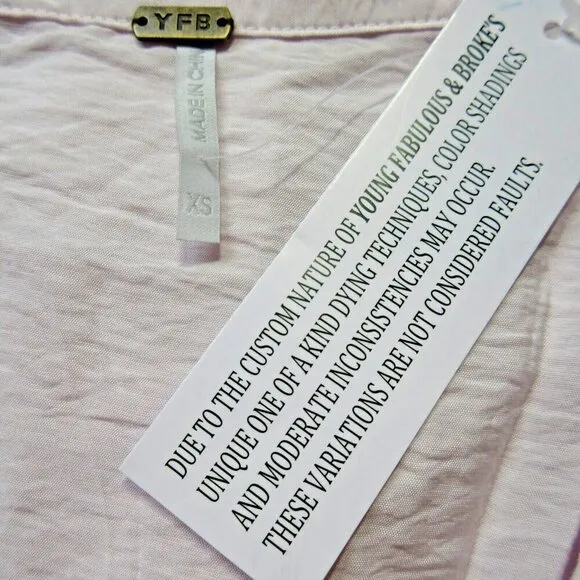 YFB
MADE IN CHIN
XS
DUE TO THE CUSTOM NATURE OF YOUNG FABULOUS & BROKE'S
UNIQUE ONE OF A KIND DYING TECHNIQUES, COLOR SHADINGS
AND MODERATE INCONSISTENCIES MAY OCCUR.
THESE VARIATIONS ARE NOT CONSIDERED FAULTS.